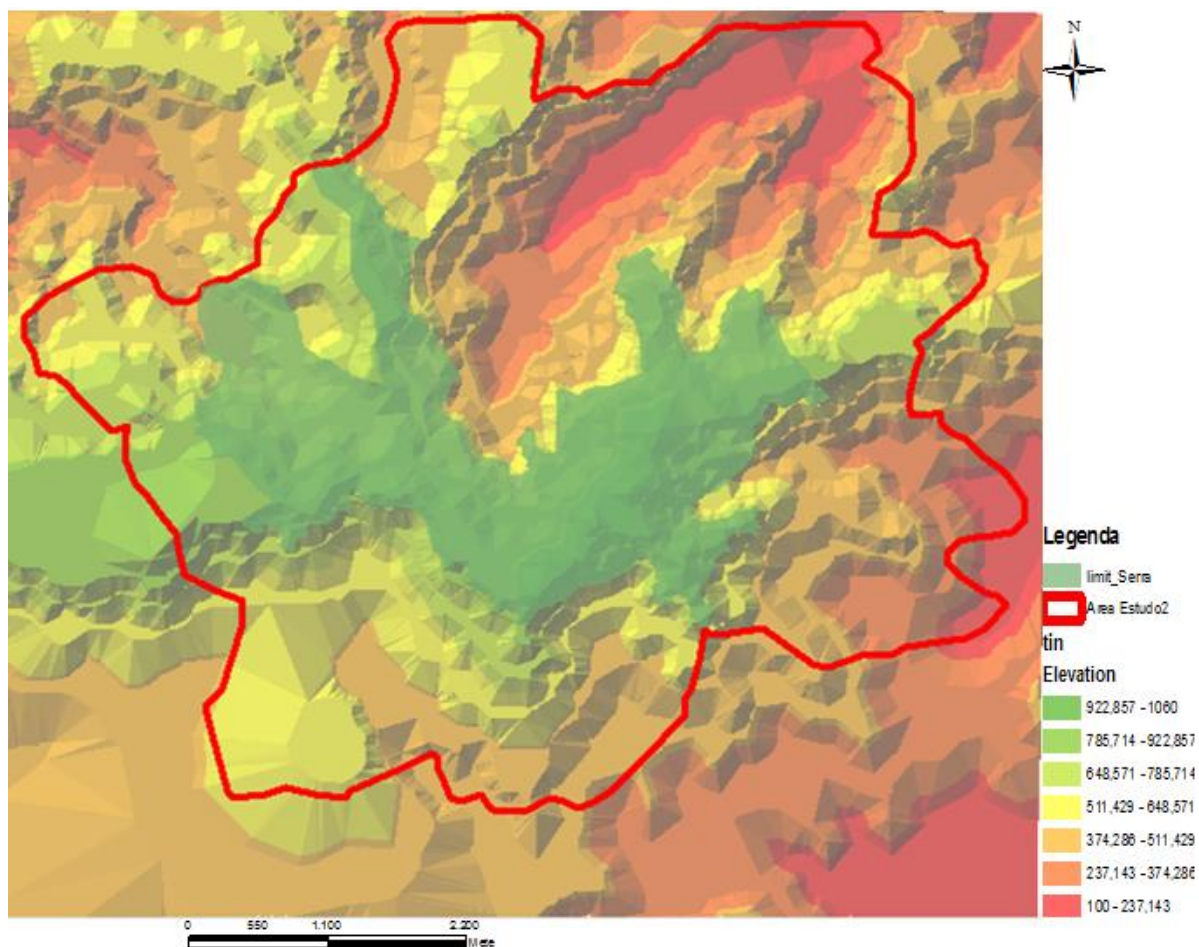 N
Legenda
limit_Serra
Area Estudo2
tin
Elevation
922,857 - 1060
785,714 - 922,857
648,571 - 785,714
511,429 - 648,571
374,286 - 511,429
237,143 - 374,286
100 - 237,143
0 550 1.100 2.200